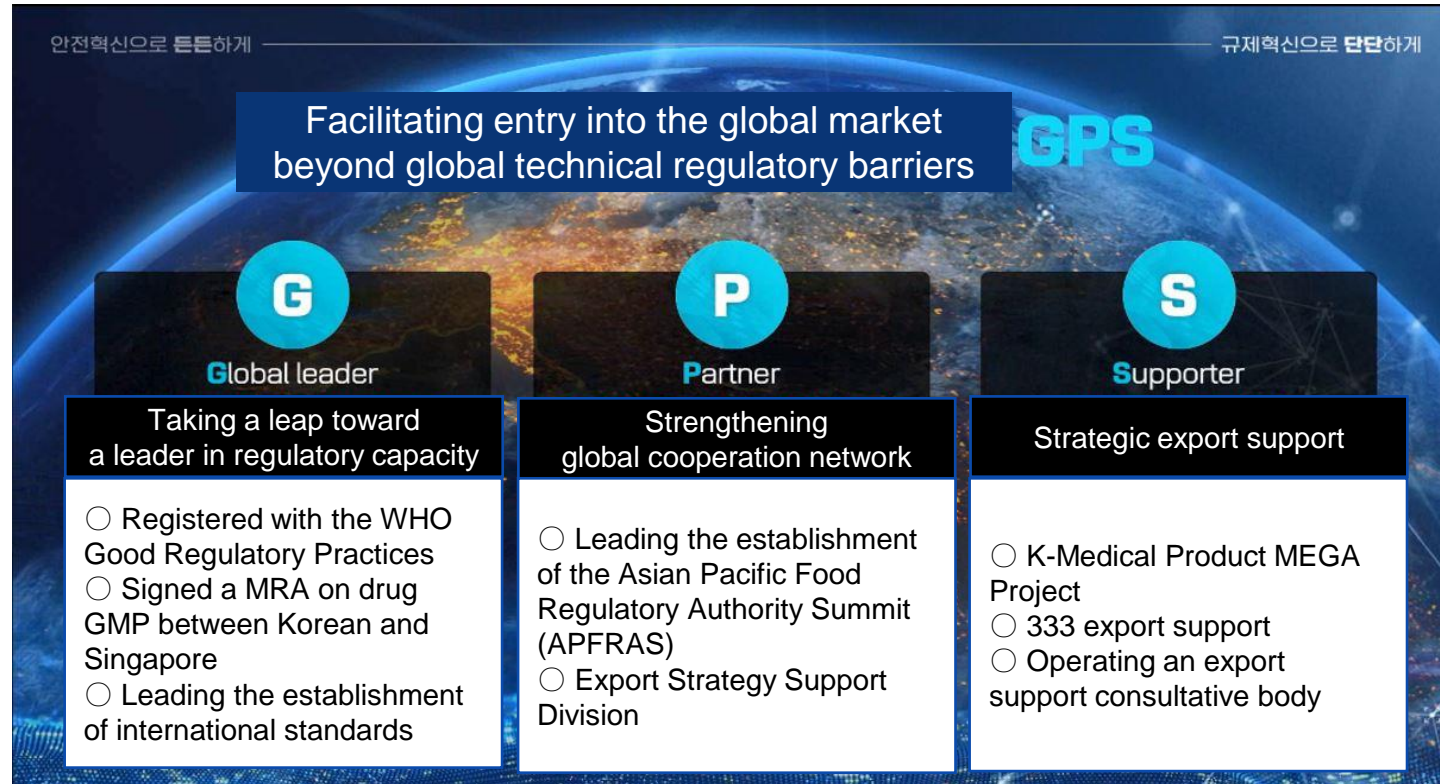 안전혁신으로 든든하게
규제혁신으로 단단하게
Facilitating entry into the global market
beyond global technical regulatory barriers
GPS
G
Global leader
Taking a leap toward
a leader in regulatory capacity
○ Registered with the WHO
Good Regulatory Practices
○ Signed a MRA on drug
GMP between Korean and
Singapore
○ Leading the establishment
of international standards
P
Partner
Strengthening
global cooperation network
○ Leading the establishment
of the Asian Pacific Food
Regulatory Authority Summit
(APFRAS)
○ Export Strategy Support
Division
S
Supporter
Strategic export support
○ K-Medical Product MEGA
Project
○ 333 export support
○ Operating an export
support consultative body